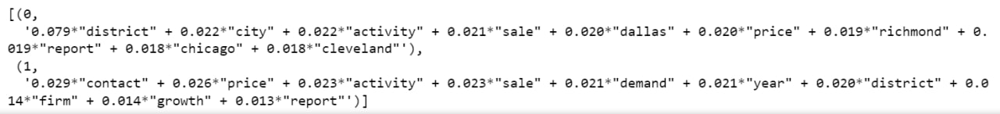 [(0,
'0.079*"district" + 0.022*"city" + 0.022*"activity" + 0.021*"sale" + 0.020*"dallas" + 0.020*"price" + 0.019*"richmond" + 0.
019*"report" + 0.018*"chicago" + 0.018*"cleveland"'),
(1,
'0.029*"contact" + 0.026*"price" + 0.023*"activity" + 0.023*"sale" + 0.021*"demand" + 0.021*"year" + 0.020*"district" + 0.0
14*"firm" + 0.014*"growth" + 0.013*"report"')]